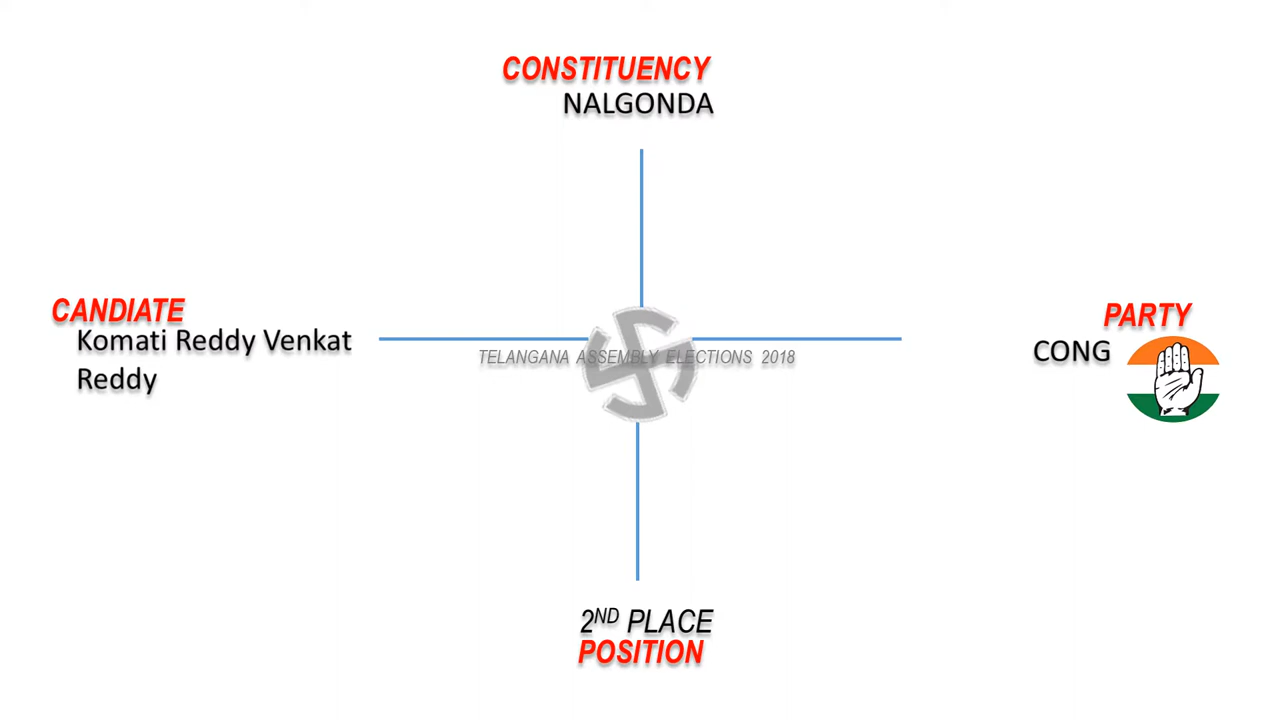 CONSTITUENCY
NALGONDA
CANDIATE
Komati Reddy Venkat
Reddy
TELANGANA ASSEMBLY ELECTIONS 2018
PARTY
CONG
2ND PLACE
POSITION